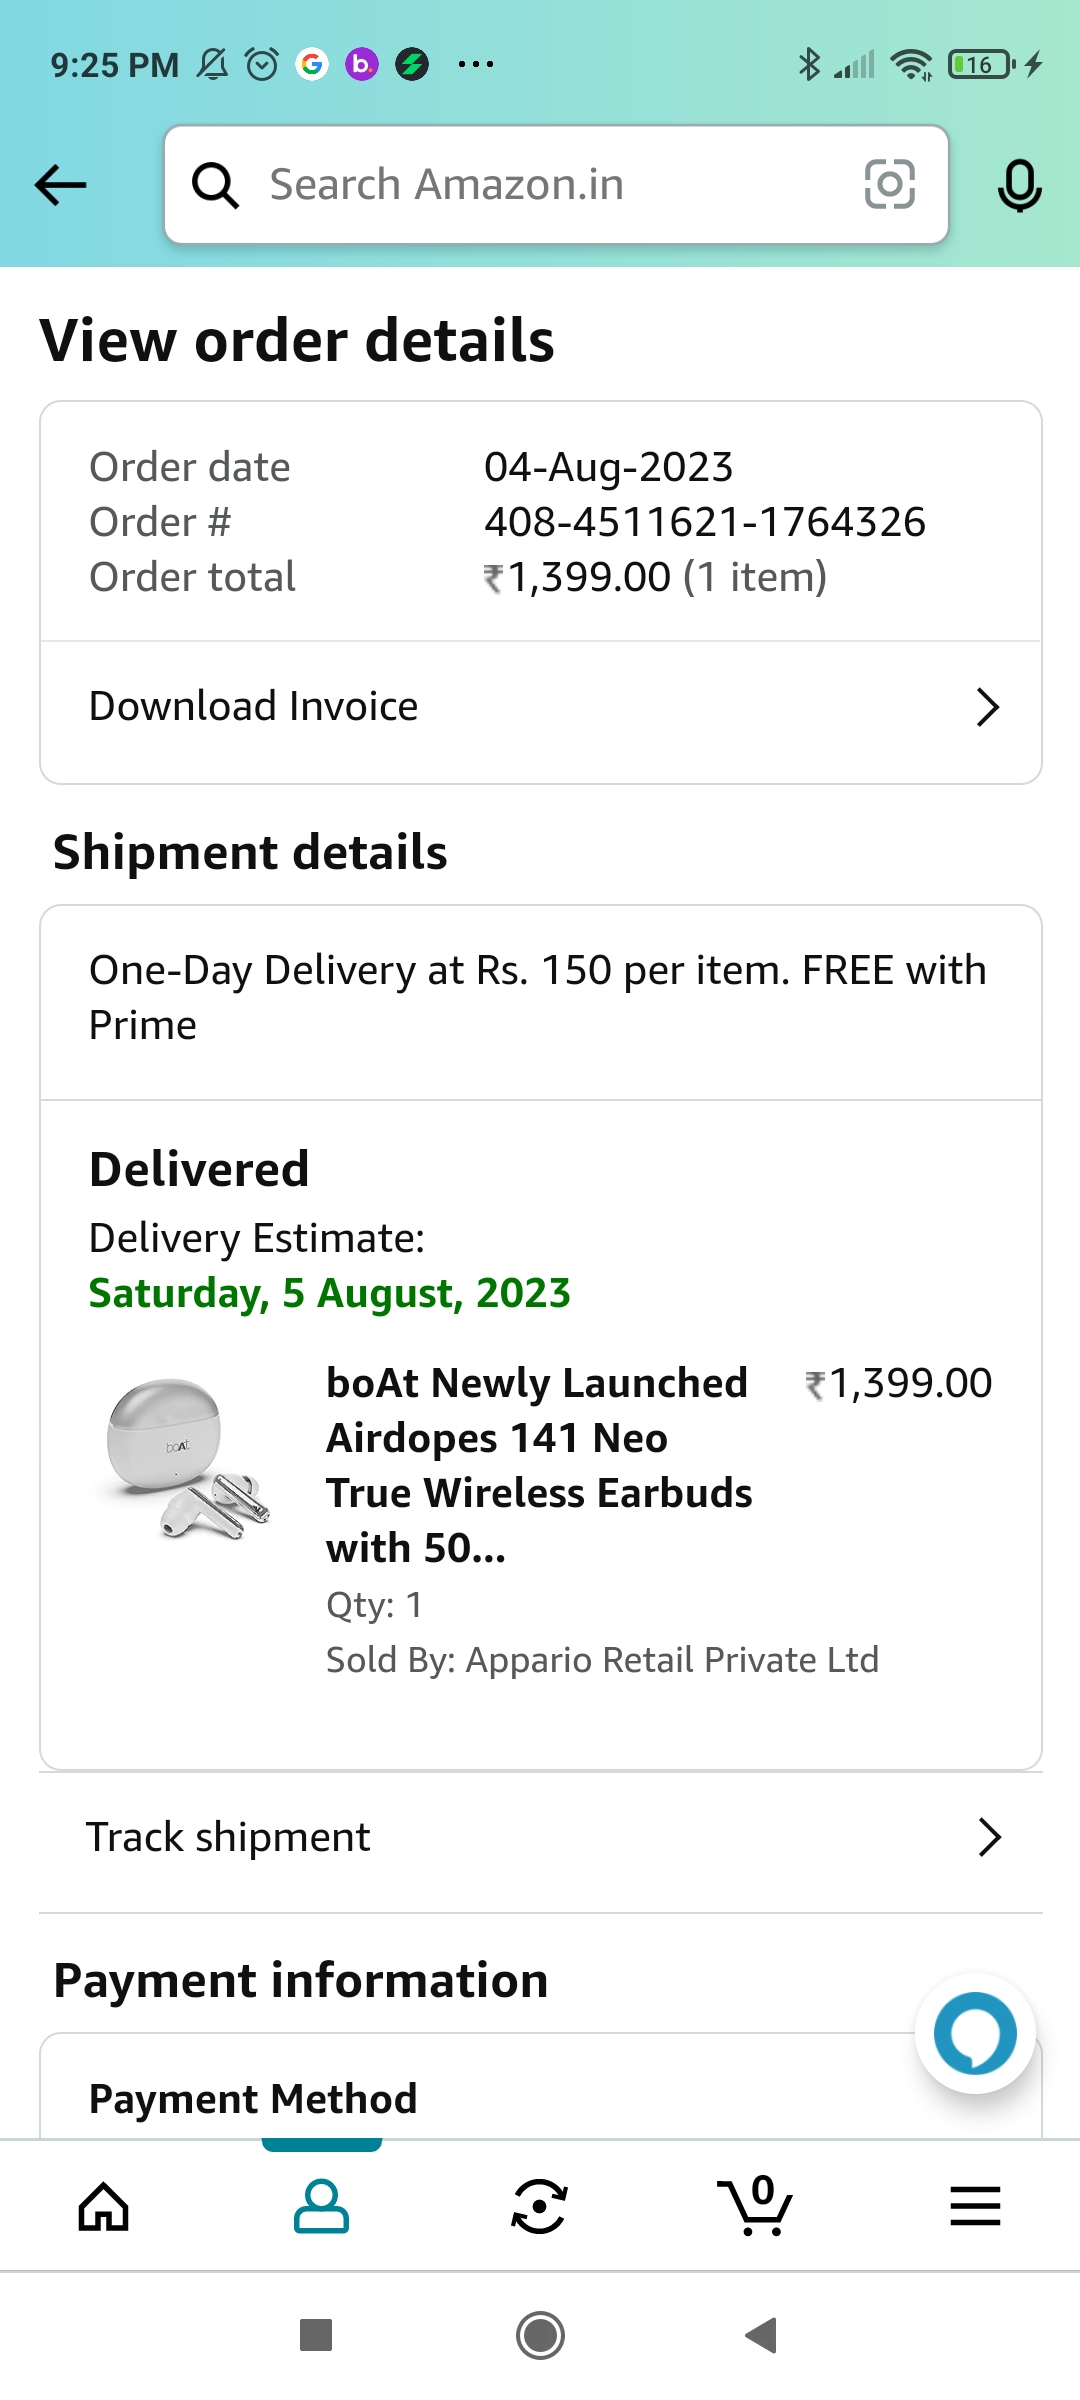 9:25 PM
16
Search Amazon.in
View order details
Order date 04-Aug-2023
Order # 408-4511621-1764326
Order total ₹1,399.00 (1 item)
Download Invoice
Shipment details
One-Day Delivery at Rs. 150 per item. FREE with
Prime
Delivered
Delivery Estimate:
Saturday, 5 August, 2023
boAt
boAt Newly Launched ₹1,399.00
Airdopes 141 Neo
True Wireless Earbuds
with 50...
Qty: 1
Sold By: Appario Retail Private Ltd
Track shipment
Payment information
Payment Method
0